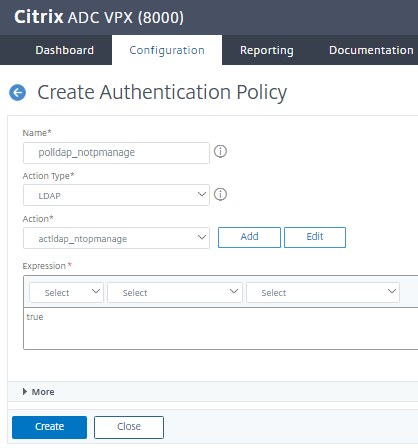 Citrix ADC VPX (8000)
Dashboard Configuration Reporting Documentation
Create Authentication Policy
Name*
polldap_notpmanage
Action Type*
LDAP
Action*
actldap_ntopmanage
Add Edit
Expression *
Select Select Select
true
More
Create Close